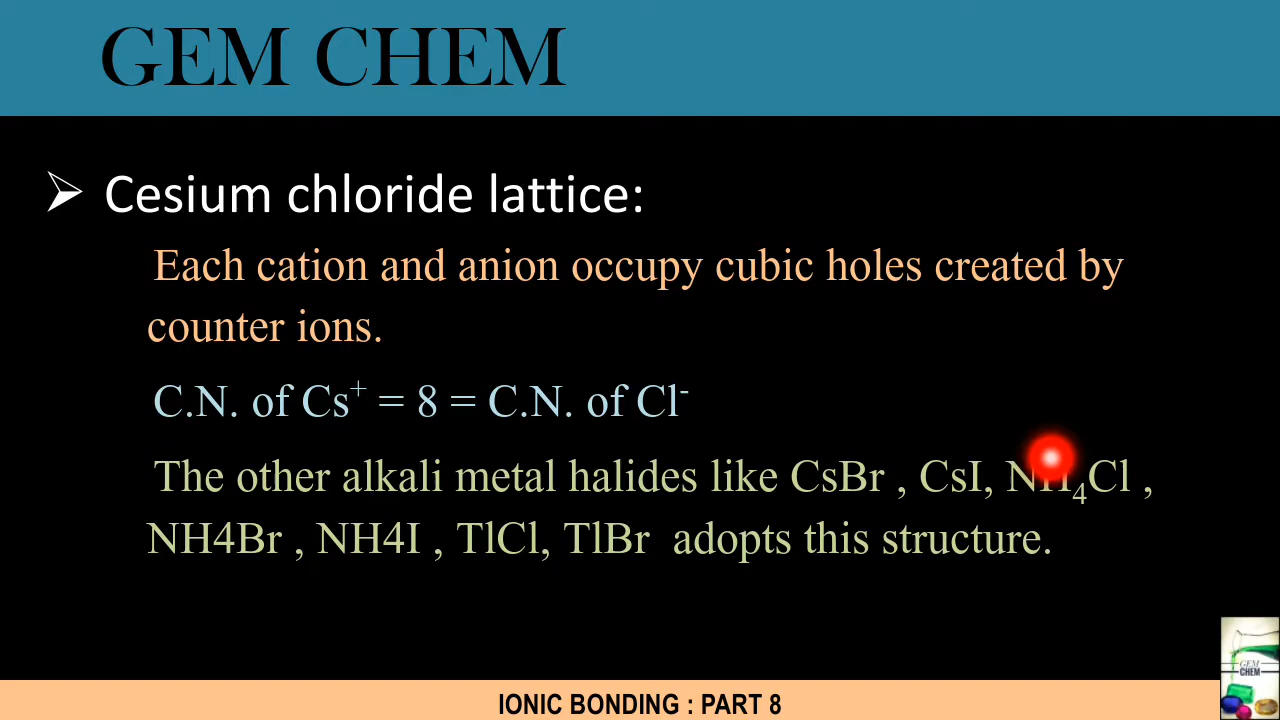 GEM CHEM
➢ Cesium chloride lattice:
Each cation and anion occupy cubic holes created by
counter ions.
C.N. of Cs⁺ = 8 = C.N. of Cl⁻
The other alkali metal halides like CsBr , CsI, NH₄Cl ,
NH4Br , NH4I , TlCl, TlBr adopts this structure.
GEM
CHEM
IONIC BONDING : PART 8